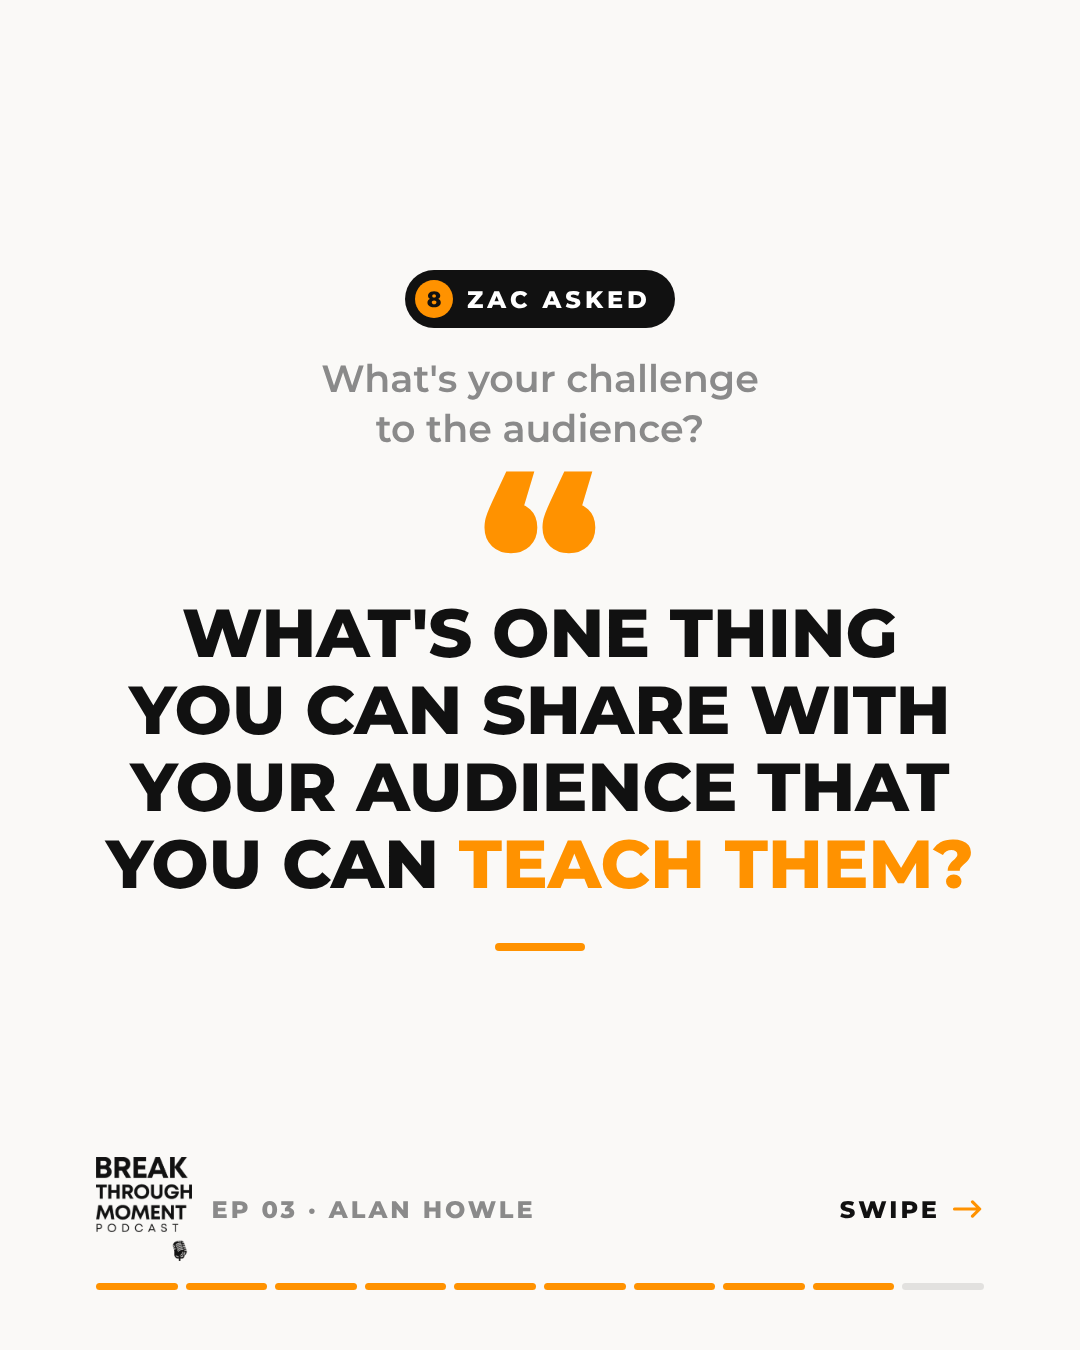 8 ZAC ASKED
What's your challenge
to the audience?
“
WHAT'S ONE THING
YOU CAN SHARE WITH
YOUR AUDIENCE THAT
YOU CAN TEACH THEM?
BREAK
THROUGH
MOMENT
PODCAST
EP 03 · ALAN HOWLE
SWIPE →